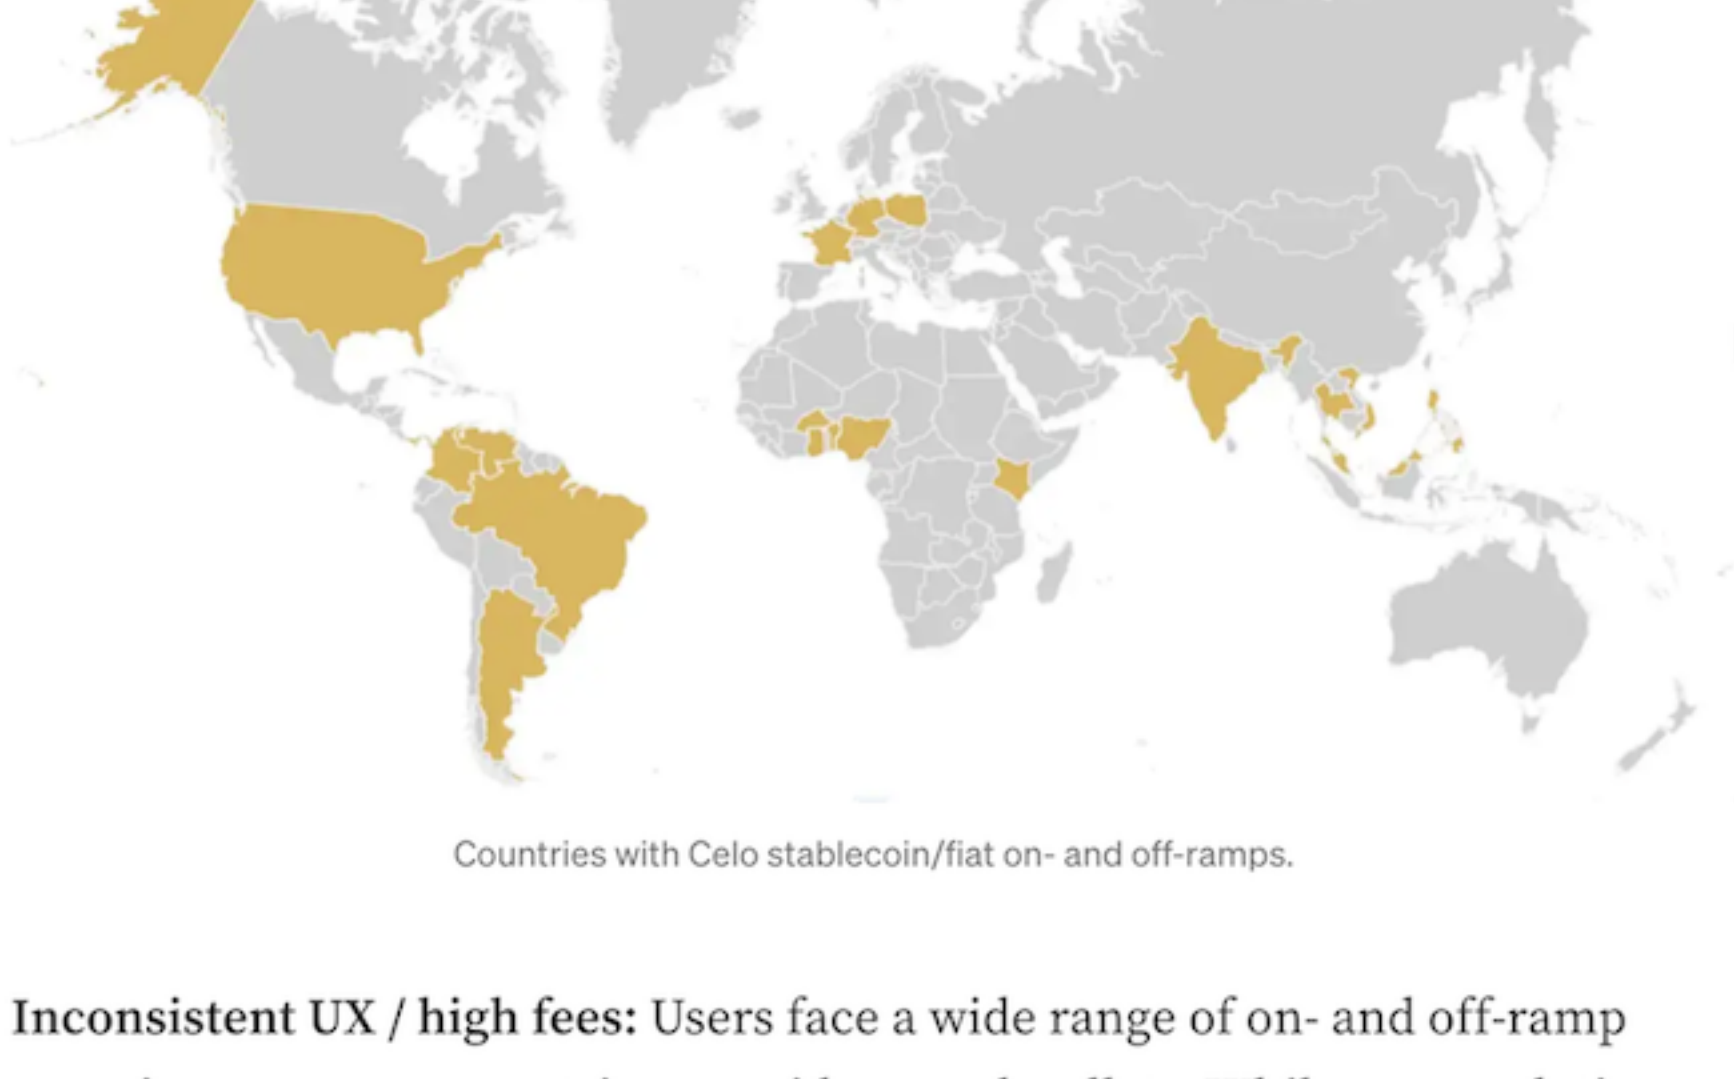 Countries with Celo stablecoin/fiat on- and off-ramps.
Inconsistent UX / high fees: Users face a wide range of on- and off-ramp